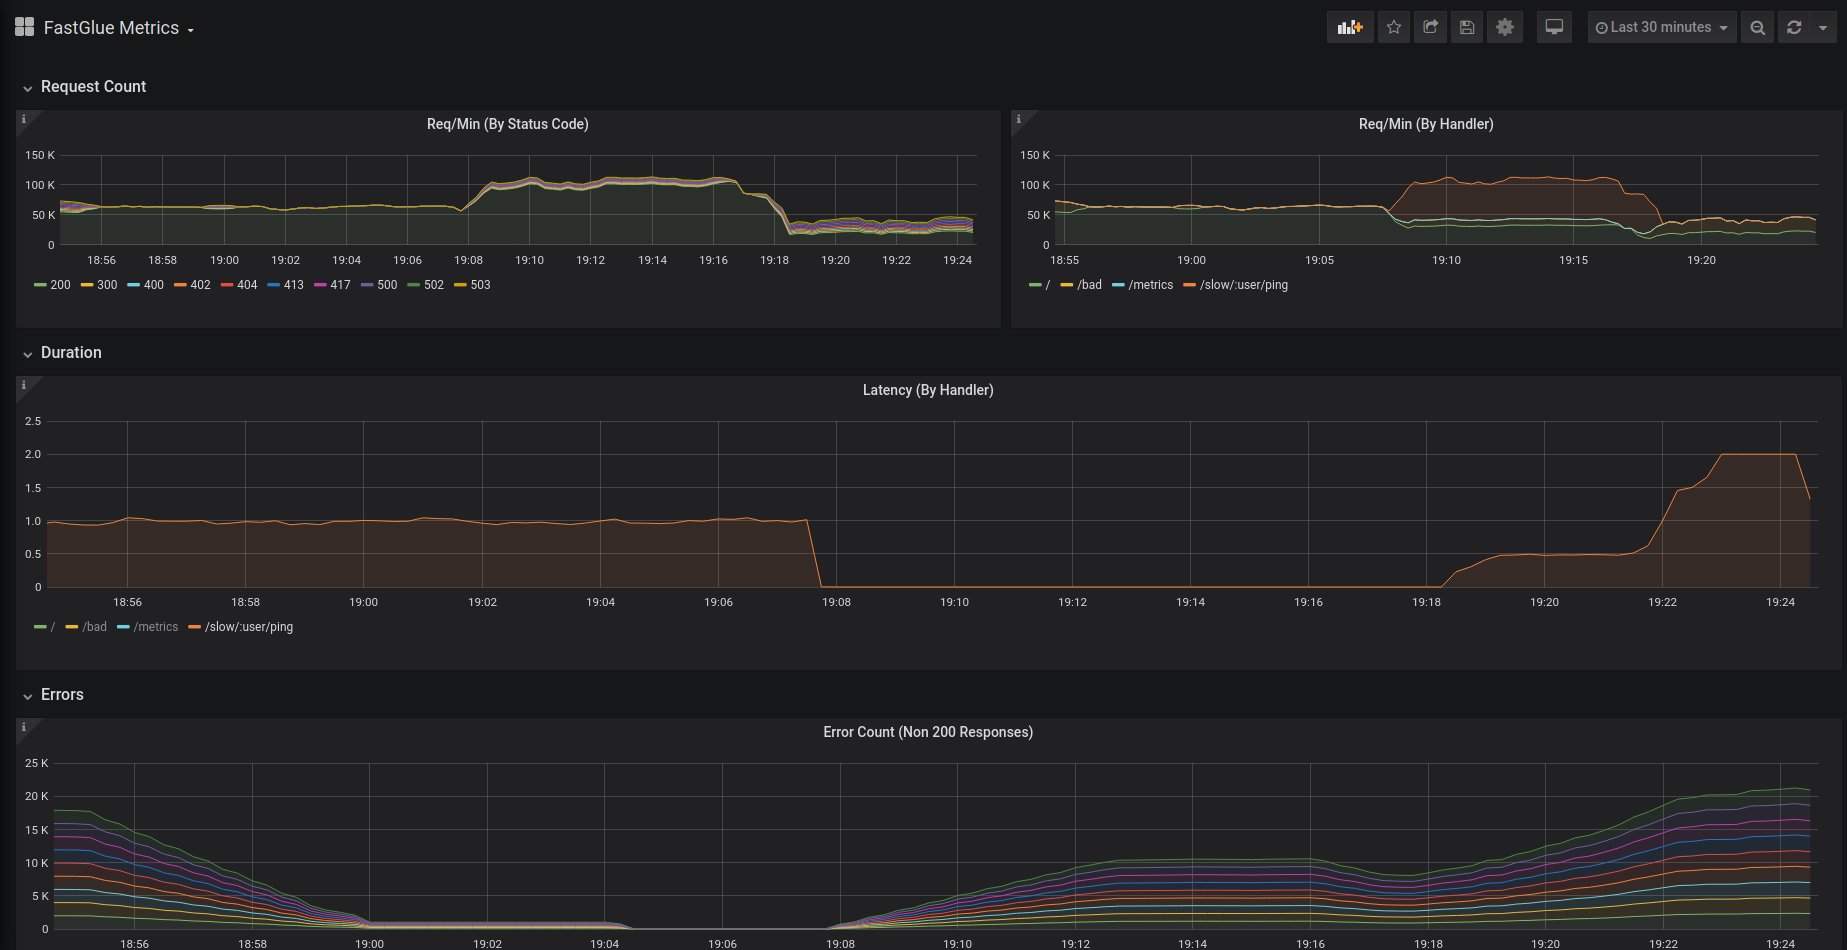 FastGlue Metrics
Last 30 minutes
Request Count
Req/Min (By Status Code)
150 K
100 K
50 K
0
18:56 18:58 19:00 19:02 19:04 19:06 19:08 19:10 19:12 19:14 19:16 19:18 19:20 19:22 19:24
200 300 400 402 404 413 417 500 502 503
Req/Min (By Handler)
150 K
100 K
50 K
0
18:55 19:00 19:05 19:10 19:15 19:20
/ /bad /metrics /slow/:user/ping
Duration
Latency (By Handler)
2.5
2.0
1.5
1.0
0.5
0
18:56 18:58 19:00 19:02 19:04 19:06 19:08 19:10 19:12 19:14 19:16 19:18 19:20 19:22 19:24
/ /bad /metrics /slow/:user/ping
Errors
Error Count (Non 200 Responses)
25 K
20 K
15 K
10 K
5 K
0
18:56 18:58 19:00 19:02 19:04 19:06 19:08 19:10 19:12 19:14 19:16 19:18 19:20 19:22 19:24